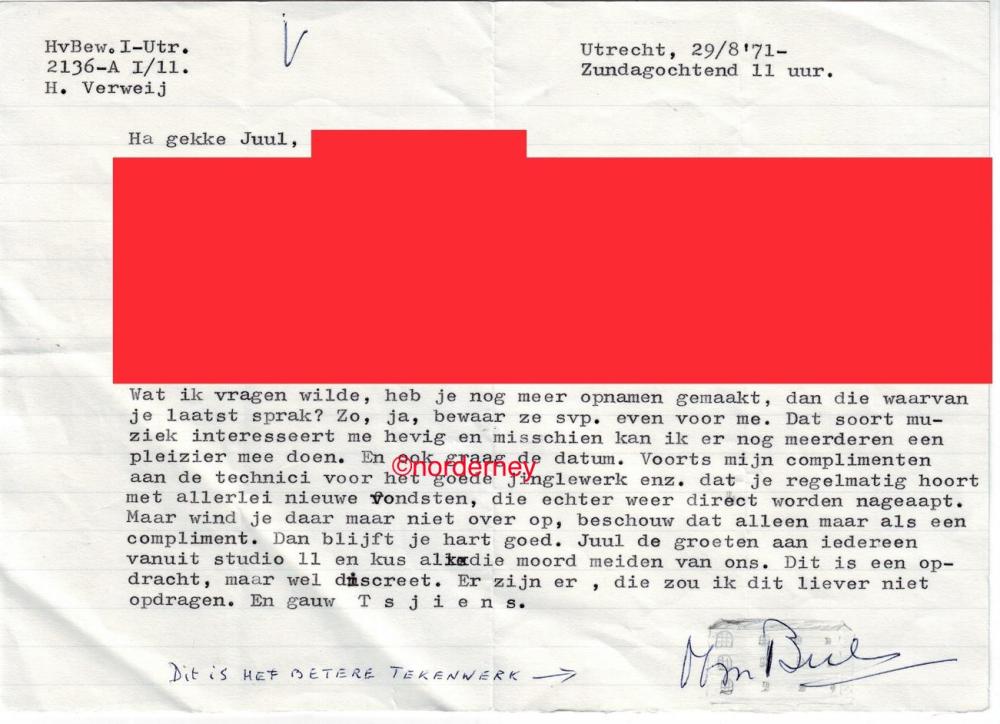 HvBew. I-Utr.
2136-A I/11.
H. Verweij
Utrecht, 29/8'71-
Zundagochtend 11 uur.
Ha gekke Juul,
Wat ik vragen wilde, heb je nog meer opnamen gemaakt, dan die waarvan
je laatst sprak? Zo, ja, bewaar ze svp. even voor me. Dat soort mu-
ziek interesseert me hevig en misschien kan ik er nog meerderen een
pleizier mee doen. En ook graag de datum. Voorts mijn complimenten
©norderney
aan de technici voor het goede jinglewerk enz. dat je regelmatig hoort
met allerlei nieuwe vondsten, die echter weer direct worden nageaapt.
Maar wind je daar maar niet over op, beschouw dat alleen maar als een
compliment. Dan blijft je hart goed. Juul de groeten aan iedereen
vanuit studio 11 en kus al die moord meiden van ons. Dit is een op-
dracht, maar wel discreet. Er zijn er , die zou ik dit liever niet
opdragen. En gauw T s j i e n s.
Dit is HET BETERE TEKENWERK →